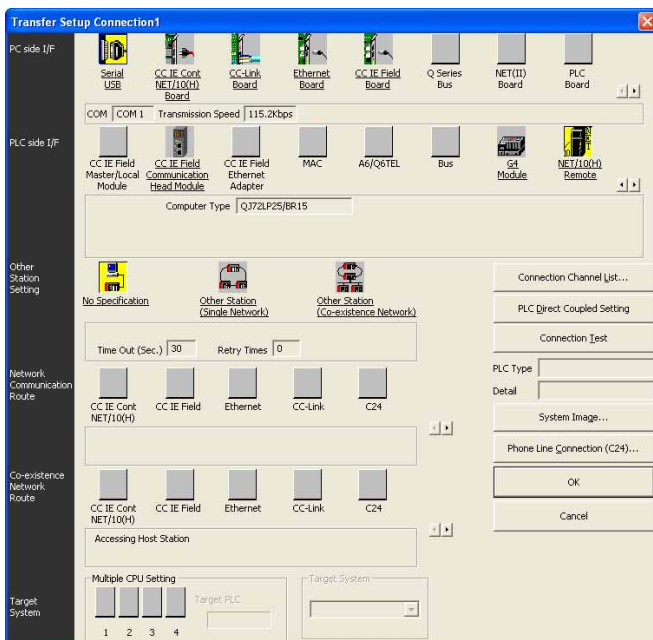 Transfer Setup Connection1
PC side I/F
Serial
USB
CC IE Cont
NET/10(H)
Board
CC-Link
Board
Ethernet
Board
CC IE Field
Board
Q Series
Bus
NET(II)
Board
PLC
Board
COM COM 1 Transmission Speed 115.2Kbps
PLC side I/F
CC IE Field
Master/Local
Module
CC IE Field
Communication
Head Module
CC IE Field
Ethernet
Adapter
MAC
A6/Q6TEL
Bus
G4
Module
NET/10(H)
Remote
Computer Type QJ72LP25/BR15
Other
Station
Setting
No Specification
Other Station
(Single Network)
Other Station
(Co-existence Network)
Time Out (Sec.) 30 Retry Times 0
Connection Channel List...
PLC Direct Coupled Setting
Connection Test
PLC Type
Detail
System Image...
Phone Line Connection (C24)...
OK
Cancel
Network
Communication
Route
CC IE Cont
NET/10(H)
CC IE Field
Ethernet
CC-Link
C24
Co-existence
Network
Route
CC IE Cont
NET/10(H)
CC IE Field
Ethernet
CC-Link
C24
Accessing Host Station
Target
System
Multiple CPU Setting
Target PLC
1 2 3 4
Target System